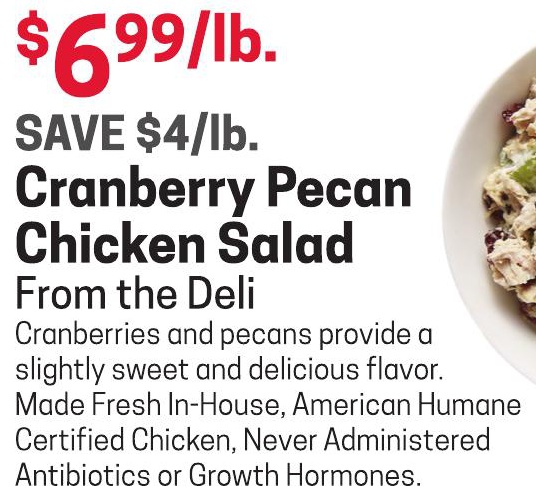 $6.99/lb.
SAVE $4/lb.
Cranberry Pecan
Chicken Salad
From the Deli
Cranberries and pecans provide a
slightly sweet and delicious flavor.
Made Fresh In-House, American Humane
Certified Chicken, Never Administered
Antibiotics or Growth Hormones.